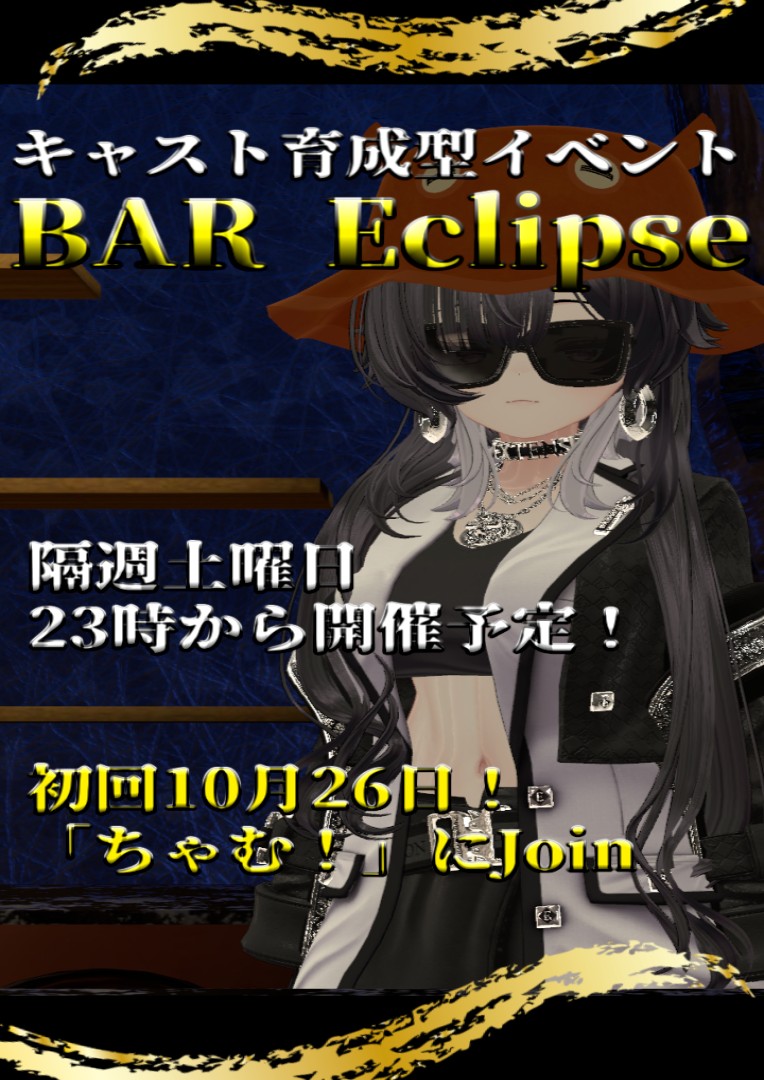 キャスト育成型イベント
BAR Eclipse
隔週土曜日
23時から開催予定！
初回10月26日！
「ちゃむ！」にJoin